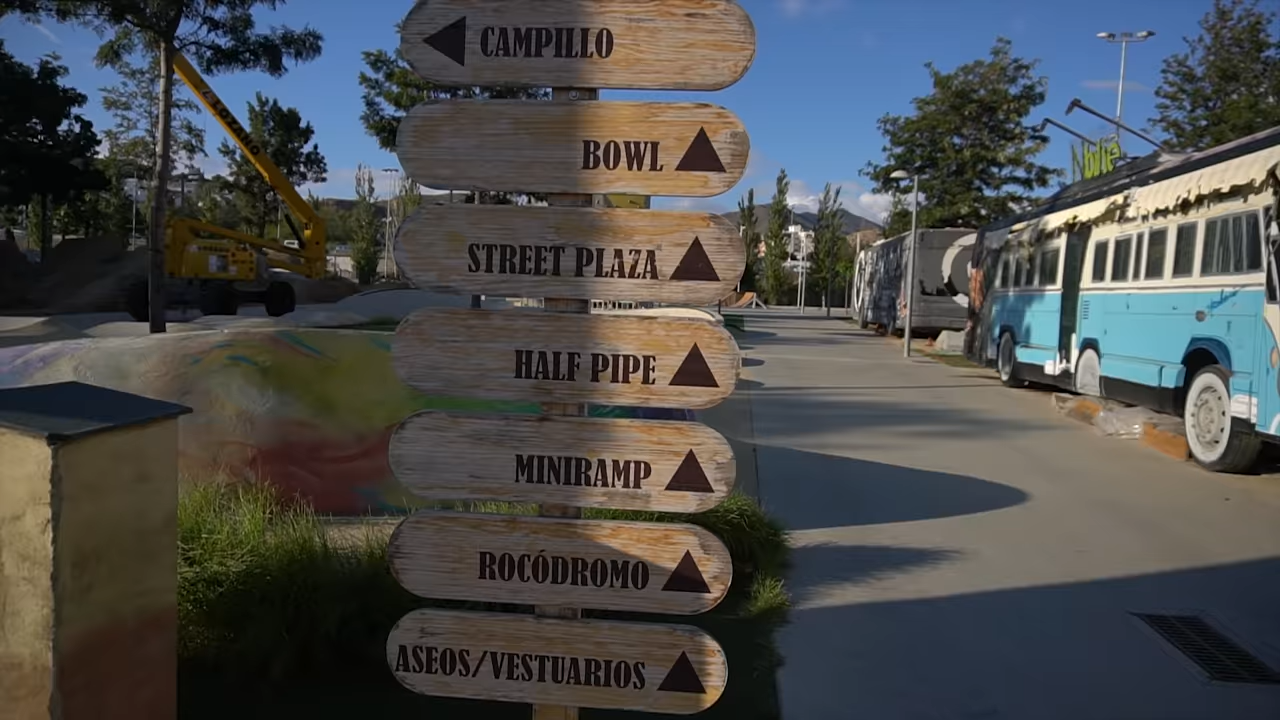 CAMPILLO
BOWL
STREET PLAZA
HALF PIPE
MINIRAMP
ROCÓDROMO
ASEOS/VESTUARIOS